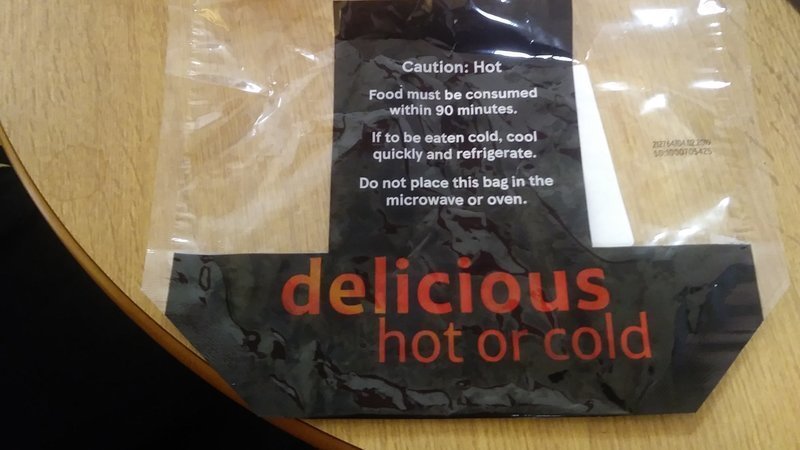 Caution: Hot
Food must be consumed
within 90 minutes.
If to be eaten cold, cool
quickly and refrigerate.
Do not place this bag in the
microwave or oven.
delicious
hot or cold